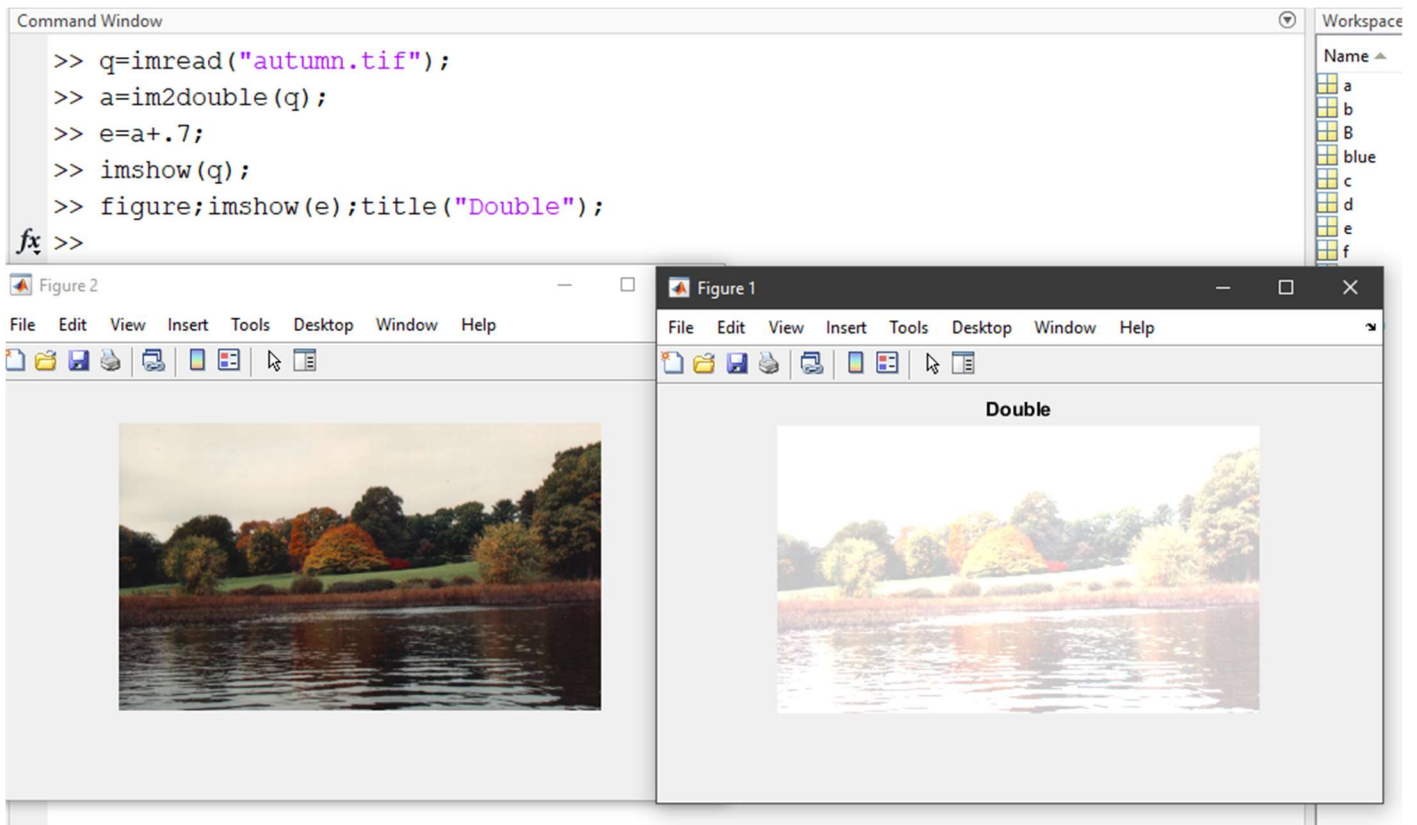 Command Window
>> q=imread("autumn.tif");
>> a=im2double(q);
>> e=a+.7;
>> imshow(q);
>> figure;imshow(e);title("Double");
fx >>
Workspace
Name
a
b
B
blue
c
d
e
f
Figure 2
File Edit View Insert Tools Desktop Window Help
Figure 1
File Edit View Insert Tools Desktop Window Help
Double